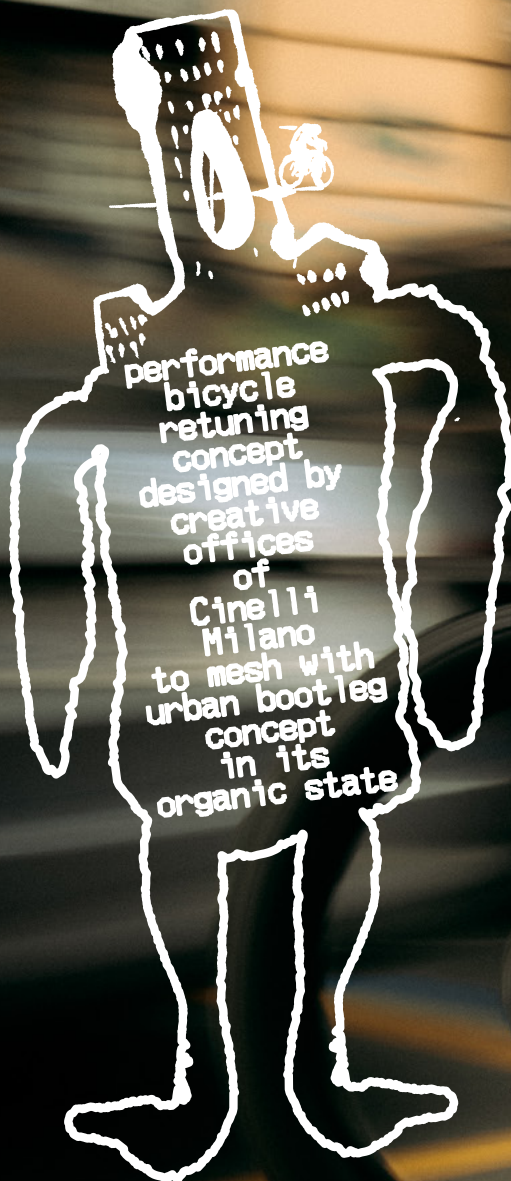 performance
bicycle
retuning
concept
designed by
creative
offices
of
Cinelli
Milano
to mesh with
urban bootleg
concept
in its
organic state